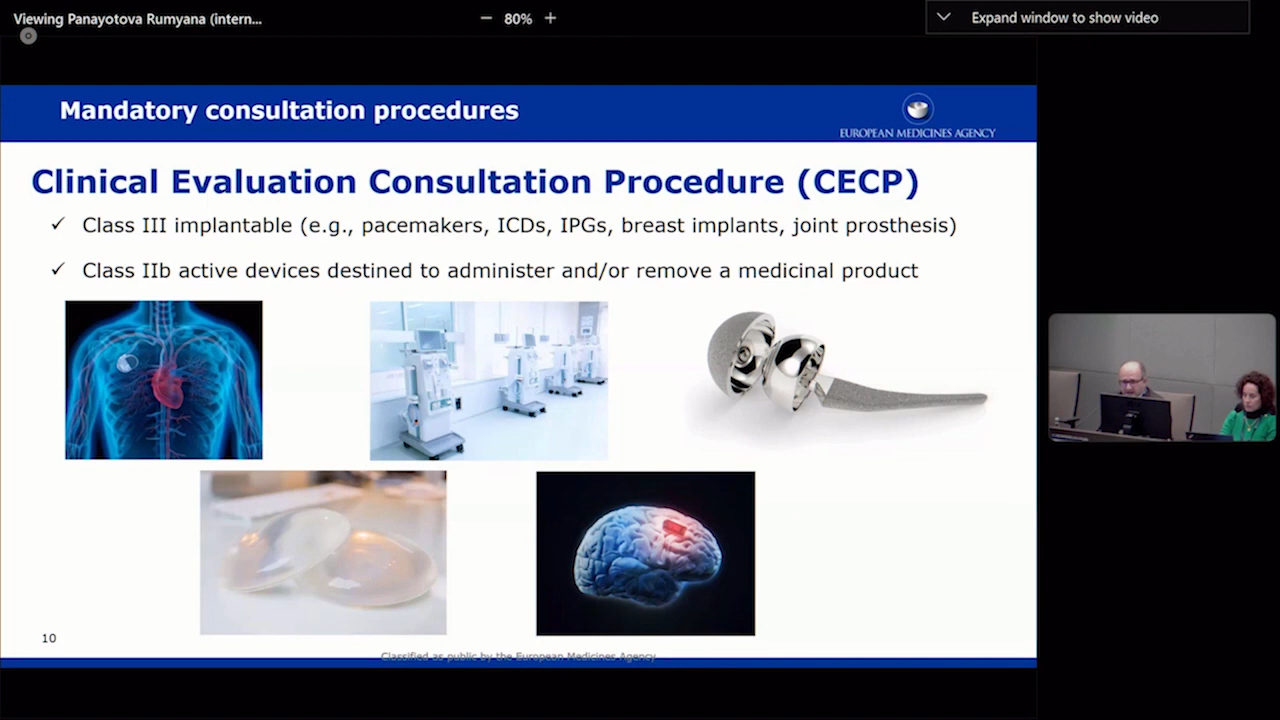 Viewing Panayotova Rumyana (intern...
80%
Expand window to show video
Mandatory consultation procedures
EUROPEAN MEDICINES AGENCY
Clinical Evaluation Consultation Procedure (CECP)
✓ Class III implantable (e.g., pacemakers, ICDs, IPGs, breast implants, joint prosthesis)
✓ Class IIb active devices destined to administer and/or remove a medicinal product
10
Classified as public by the European Medicines Agency